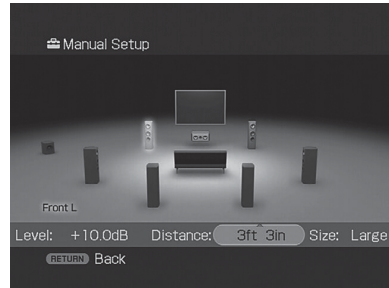 Manual Setup
Front L
Level: +10.0dB Distance: 3ft 3in Size: Large
RETURN Back